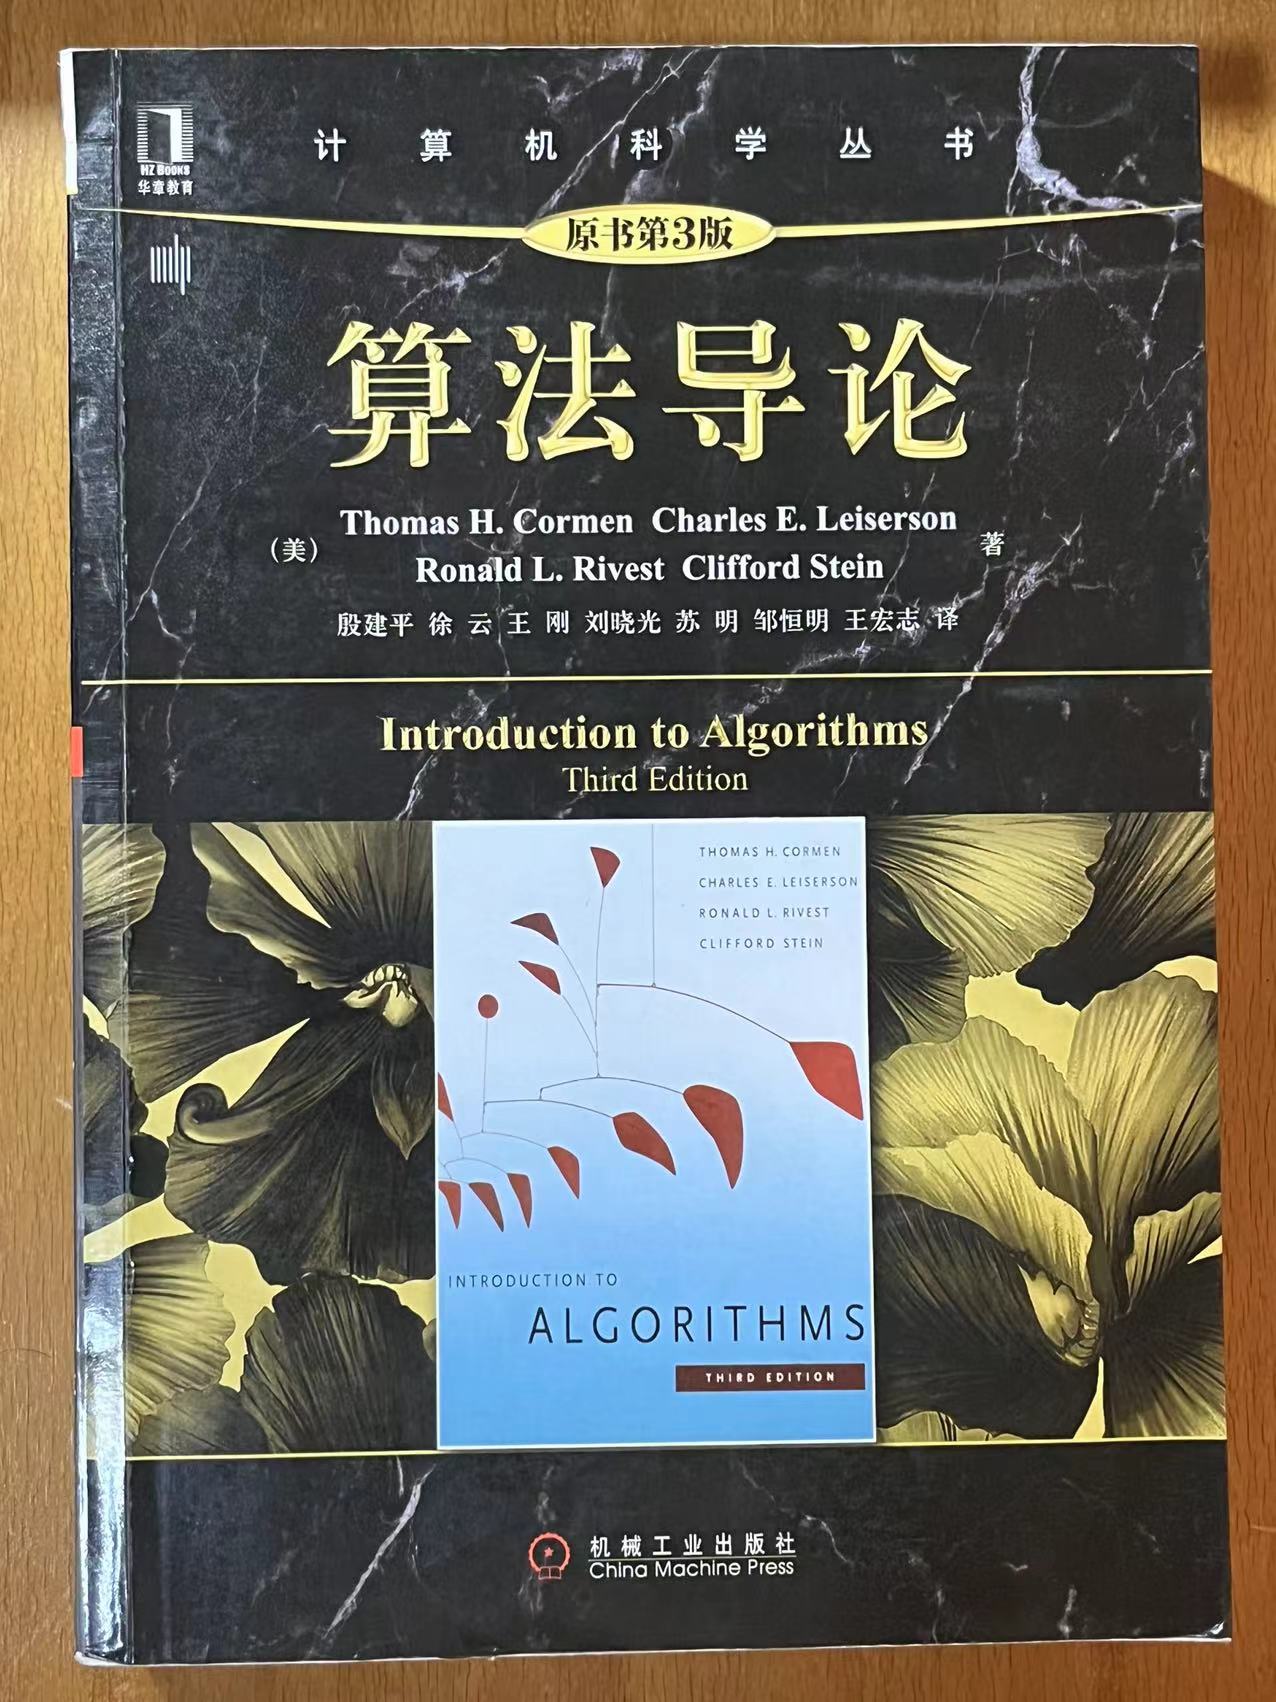 计算机科学丛书
HZ BOOKS
华章教育
原书第3版
算法导论
(美) Thomas H. Cormen Charles E. Leiserson
Ronald L. Rivest Clifford Stein 著
殷建平 徐 云 王 刚 刘晓光 苏 明 邹恒明 王宏志 译
Introduction to Algorithms
Third Edition
THOMAS H. CORMEN
CHARLES E. LEISERSON
RONALD L. RIVEST
CLIFFORD STEIN
INTRODUCTION TO
ALGORITHMS
THIRD EDITION
机械工业出版社
China Machine Press